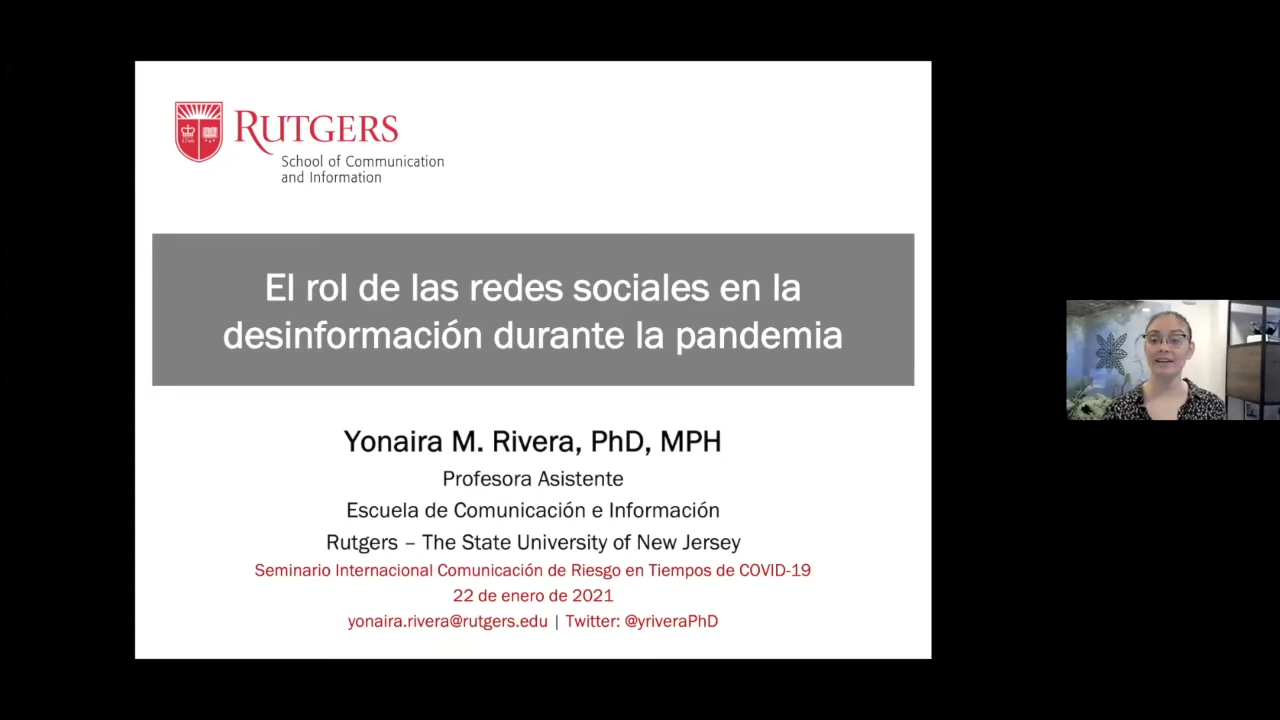 RUTGERS
School of Communication
and Information
El rol de las redes sociales en la
desinformación durante la pandemia
Yonaira M. Rivera, PhD, MPH
Profesora Asistente
Escuela de Comunicación e Información
Rutgers – The State University of New Jersey
Seminario Internacional Comunicación de Riesgo en Tiempos de COVID-19
22 de enero de 2021
yonaira.rivera@rutgers.edu | Twitter: @yriveraPhD